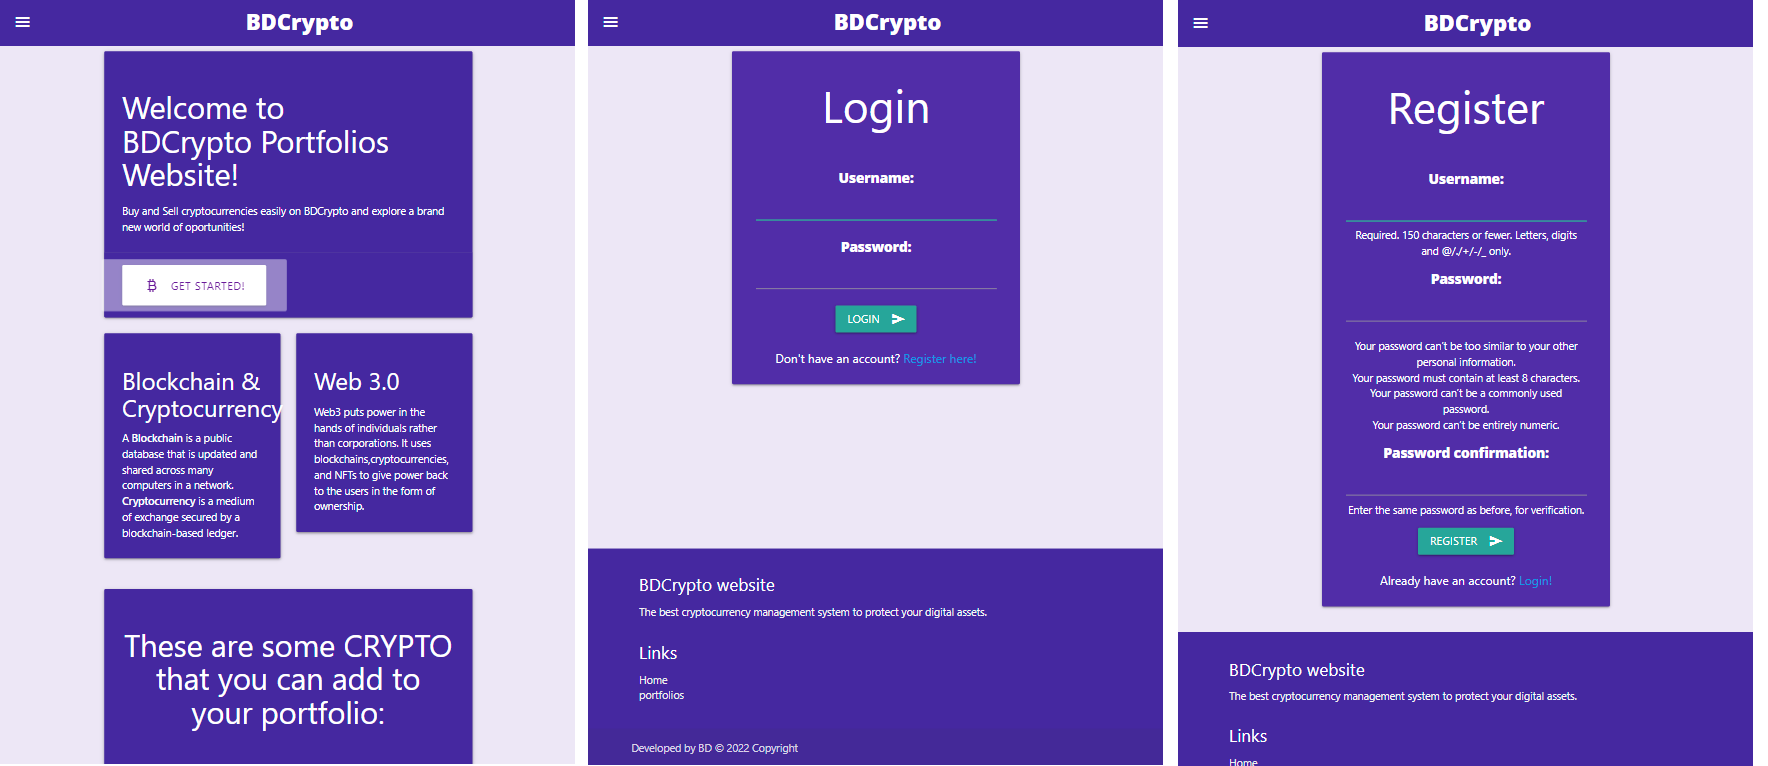 BDCrypto
Welcome to
BDCrypto Portfolios
Website!
Buy and Sell cryptocurrencies easily on BDCrypto and explore a brand
new world of oportunities!
GET STARTED!
Blockchain &
Cryptocurrency
A Blockchain is a public
database that is updated and
shared across many
computers in a network.
Cryptocurrency is a medium
of exchange secured by a
blockchain-based ledger.
Web 3.0
Web3 puts power in the
hands of individuals rather
than corporations. It uses
blockchains,cryptocurrencies,
and NFTs to give power back
to the users in the form of
ownership.
These are some CRYPTO
that you can add to
your portfolio:
BDCrypto
Login
Username:
Password:
LOGIN
Don't have an account? Register here!
BDCrypto website
The best cryptocurrency management system to protect your digital assets.
Links
Home
portfolios
Developed by BD © 2022 Copyright
BDCrypto
Register
Username:
Required. 150 characters or fewer. Letters, digits
and @/./+/-/_ only.
Password:
Your password can't be too similar to your other
personal information.
Your password must contain at least 8 characters.
Your password can't be a commonly used
password.
Your password can't be entirely numeric.
Password confirmation:
Enter the same password as before, for verification.
REGISTER
Already have an account? Login!
BDCrypto website
The best cryptocurrency management system to protect your digital assets.
Links
Home